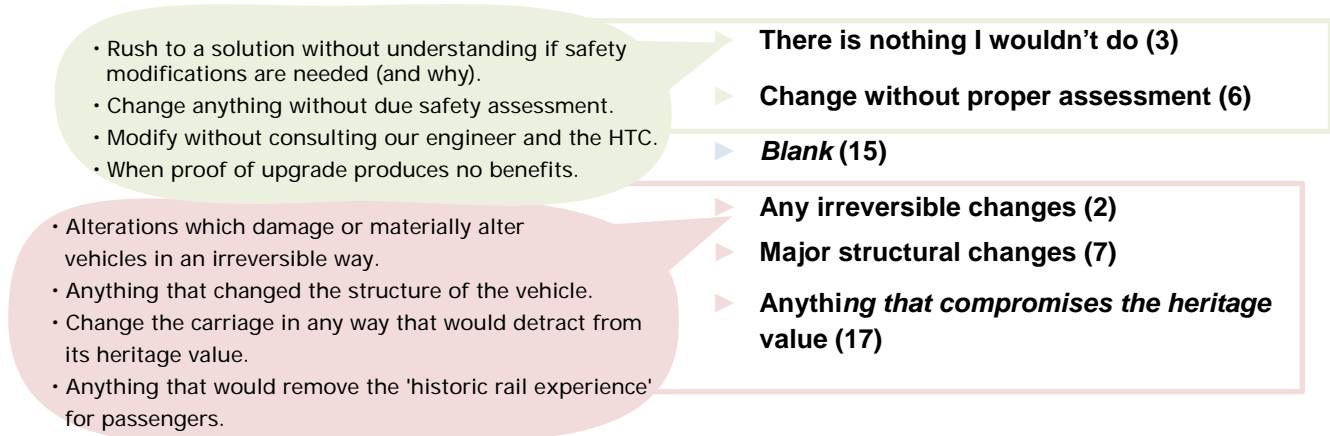 · Rush to a solution without understanding if safety
modifications are needed (and why).
· Change anything without due safety assessment.
· Modify without consulting our engineer and the HTC.
· When proof of upgrade produces no benefits.
· Alterations which damage or materially alter
vehicles in an irreversible way.
· Anything that changed the structure of the vehicle.
· Change the carriage in any way that would detract from
its heritage value.
· Anything that would remove the 'historic rail experience'
for passengers.
There is nothing I wouldn’t do (3)
Change without proper assessment (6)
Blank (15)
Any irreversible changes (2)
Major structural changes (7)
Anything that compromises the heritage
value (17)